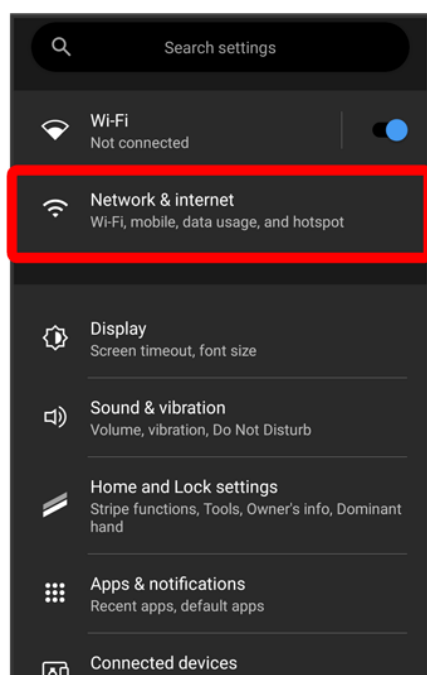 Search settings
Wi-Fi
Not connected
Network & internet
Wi-Fi, mobile, data usage, and hotspot
Display
Screen timeout, font size
Sound & vibration
Volume, vibration, Do Not Disturb
Home and Lock settings
Stripe functions, Tools, Owner's info, Dominant
hand
Apps & notifications
Recent apps, default apps
Connected devices